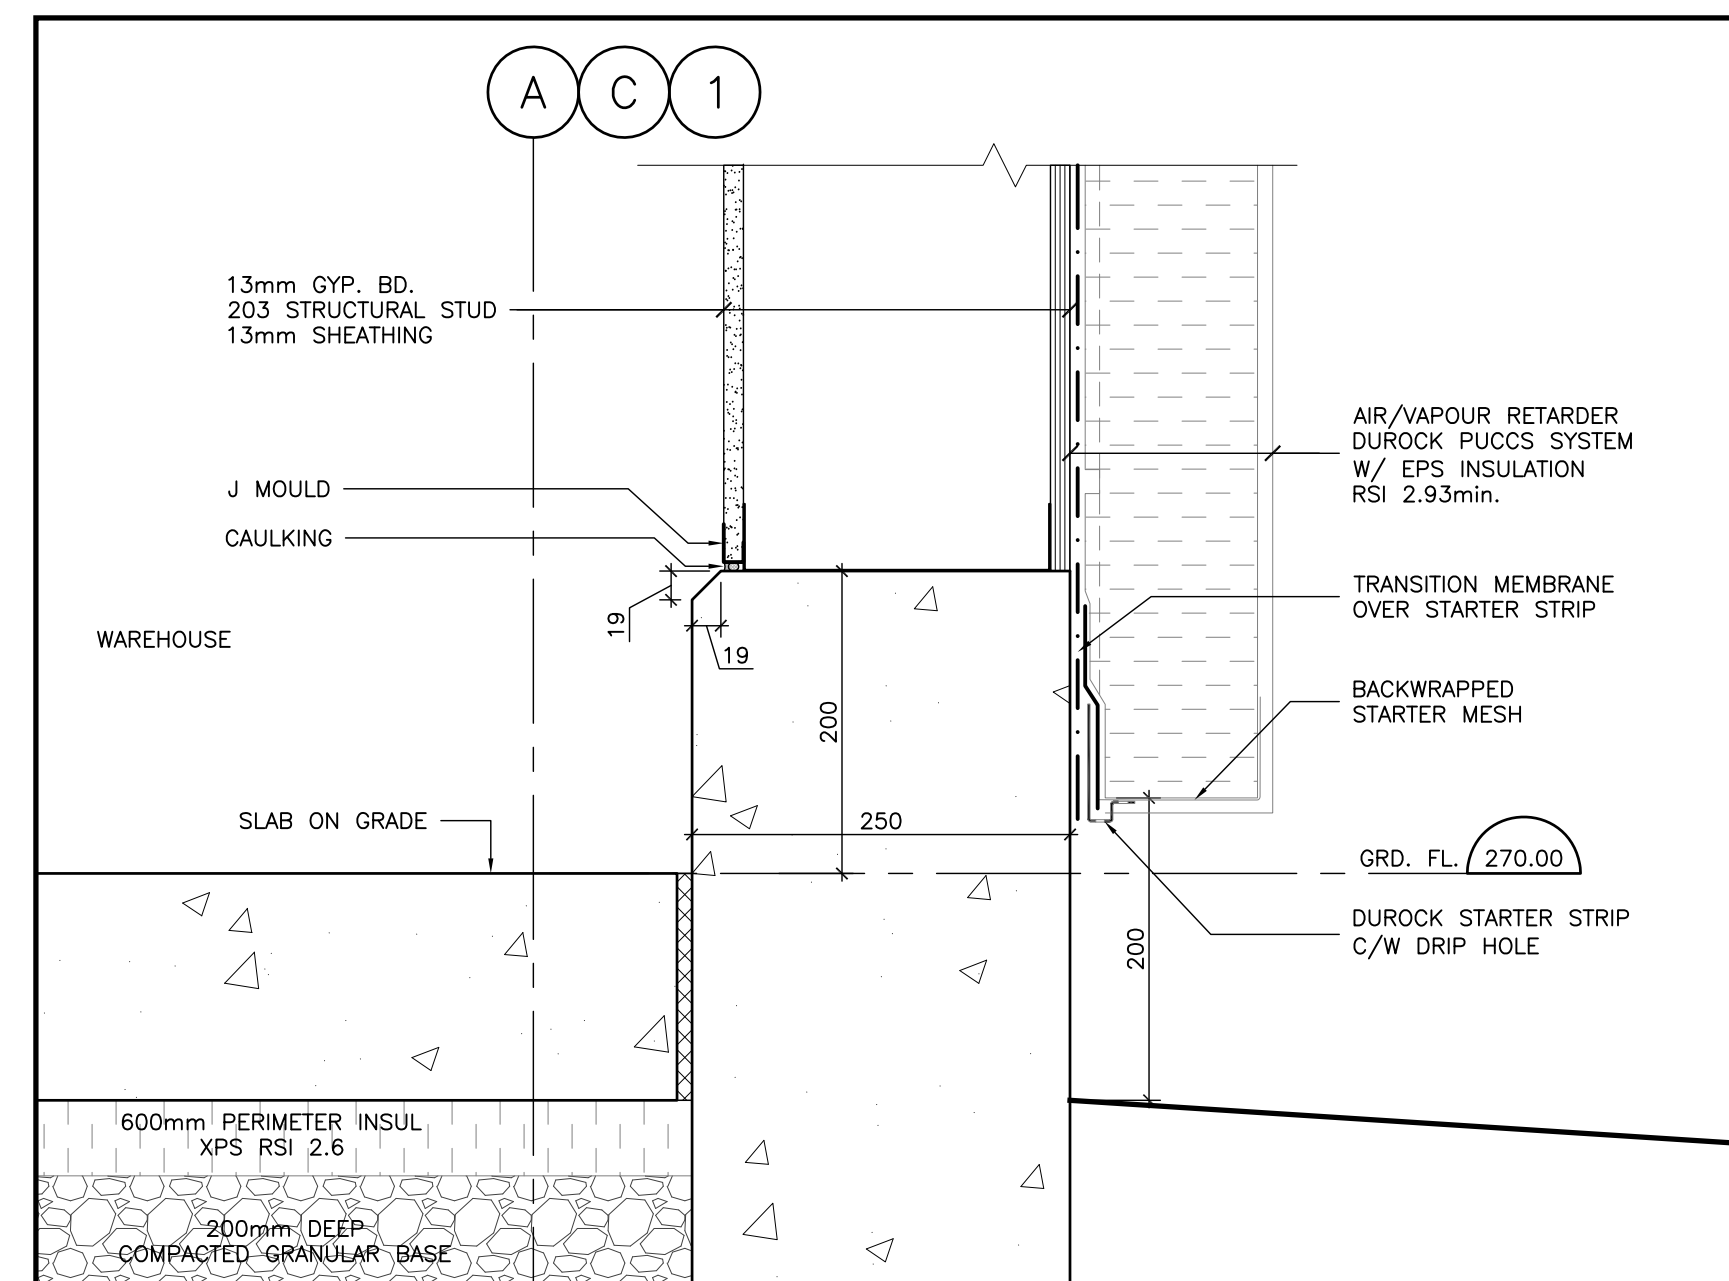 A C 1
13mm GYP. BD.
203 STRUCTURAL STUD
13mm SHEATHING
J MOULD
CAULKING
WAREHOUSE
SLAB ON GRADE
19
19
200
250
200
AIR/VAPOUR RETARDER
DUROCK PUCCS SYSTEM
W/ EPS INSULATION
RSI 2.93min.
TRANSITION MEMBRANE
OVER STARTER STRIP
BACKWRAPPED
STARTER MESH
GRD. FL. 270.00
DUROCK STARTER STRIP
C/W DRIP HOLE
600mm PERIMETER INSUL
XPS RSI 2.6
200mm DEEP
COMPACTED GRANULAR BASE